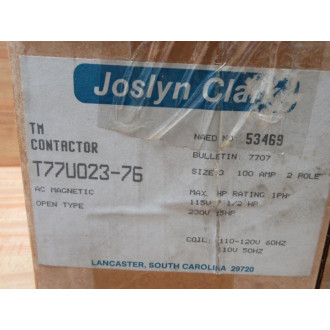 Joslyn Cla
TM
CONTACTOR
T77U023-76
AC MAGNETIC
OPEN TYPE
NAED NO 53469
BULLETIN: 7707
SIZE:3 100 AMP 2 POLE
MAX HP RATING 1PH
115V 7 1/2 HP
230V 15HP
COIL 110-120V 60HZ
110V 50HZ
LANCASTER, SOUTH CAROLINA 29720